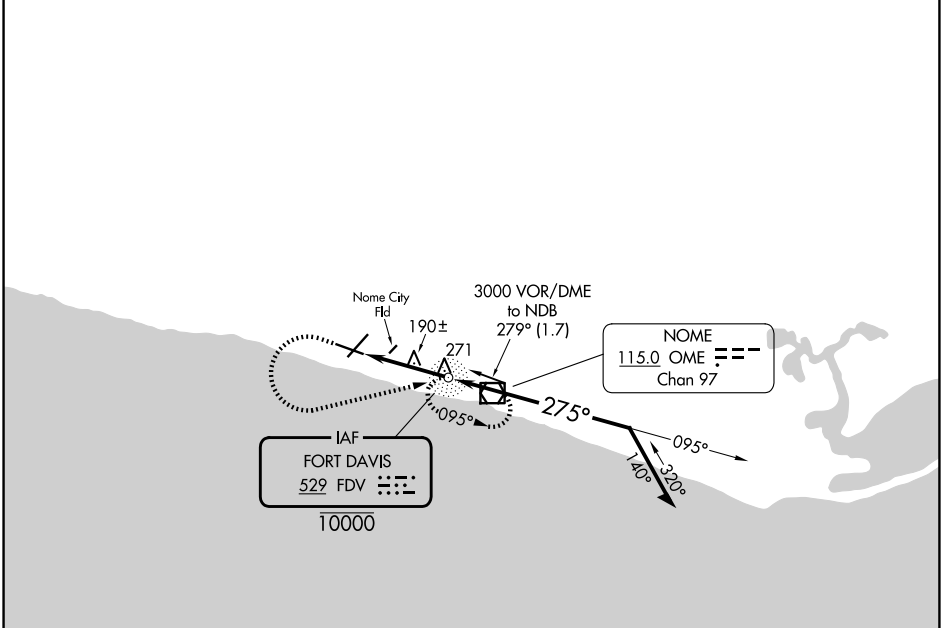 Nome City
Fld
190±
271
3000 VOR/DME
to NDB
279° (1.7)
NOME
115.0 OME
Chan 97
095°
275°
095°
140°
320°
IAF
FORT DAVIS
529 FDV
10000